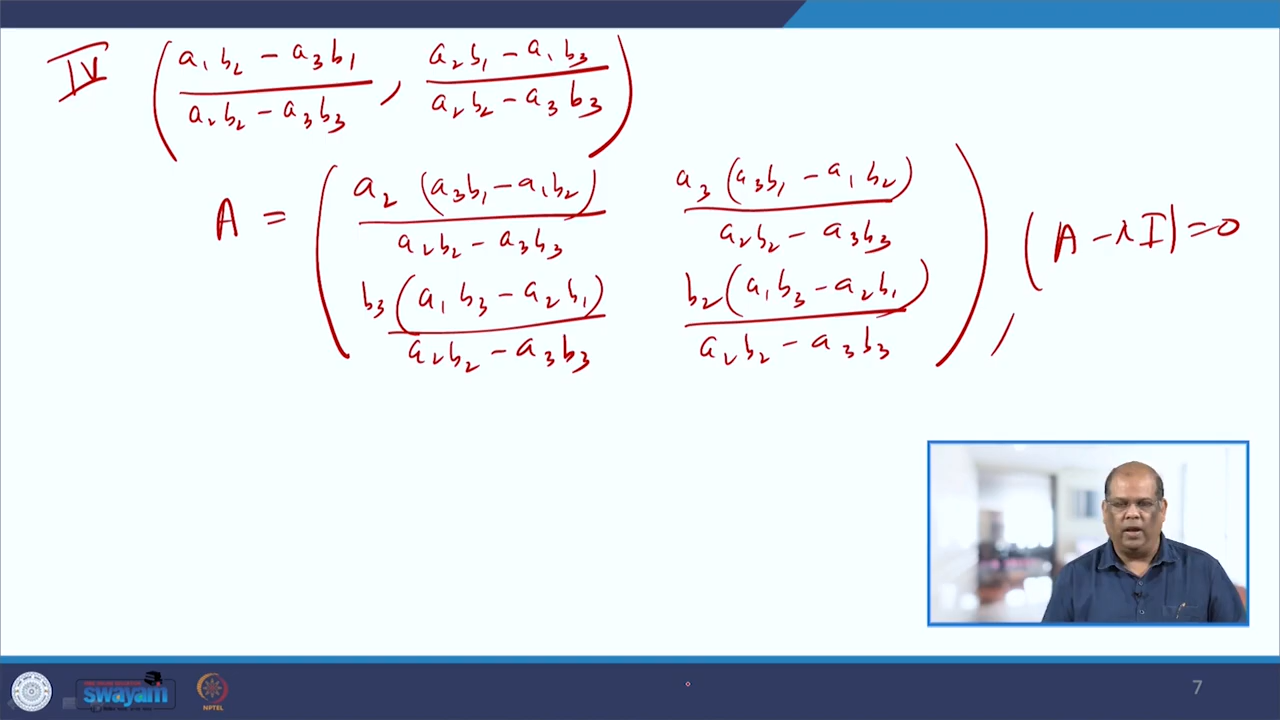 IV ( (a₁b₂ − a₃b₁)/(a₂b₂ − a₃b₃) , (a₂b₁ − a₁b₃)/(a₂b₂ − a₃b₃) )
A = ( a₂(a₃b₁ − a₁b₂)/(a₂b₂ − a₃b₃)   a₃(a₃b₁ − a₁b₂)/(a₂b₂ − a₃b₃)
b₃(a₁b₃ − a₂b₁)/(a₂b₂ − a₃b₃)   b₂(a₁b₃ − a₂b₁)/(a₂b₂ − a₃b₃) ) , |A − λI| = 0
swayam
NPTEL
7